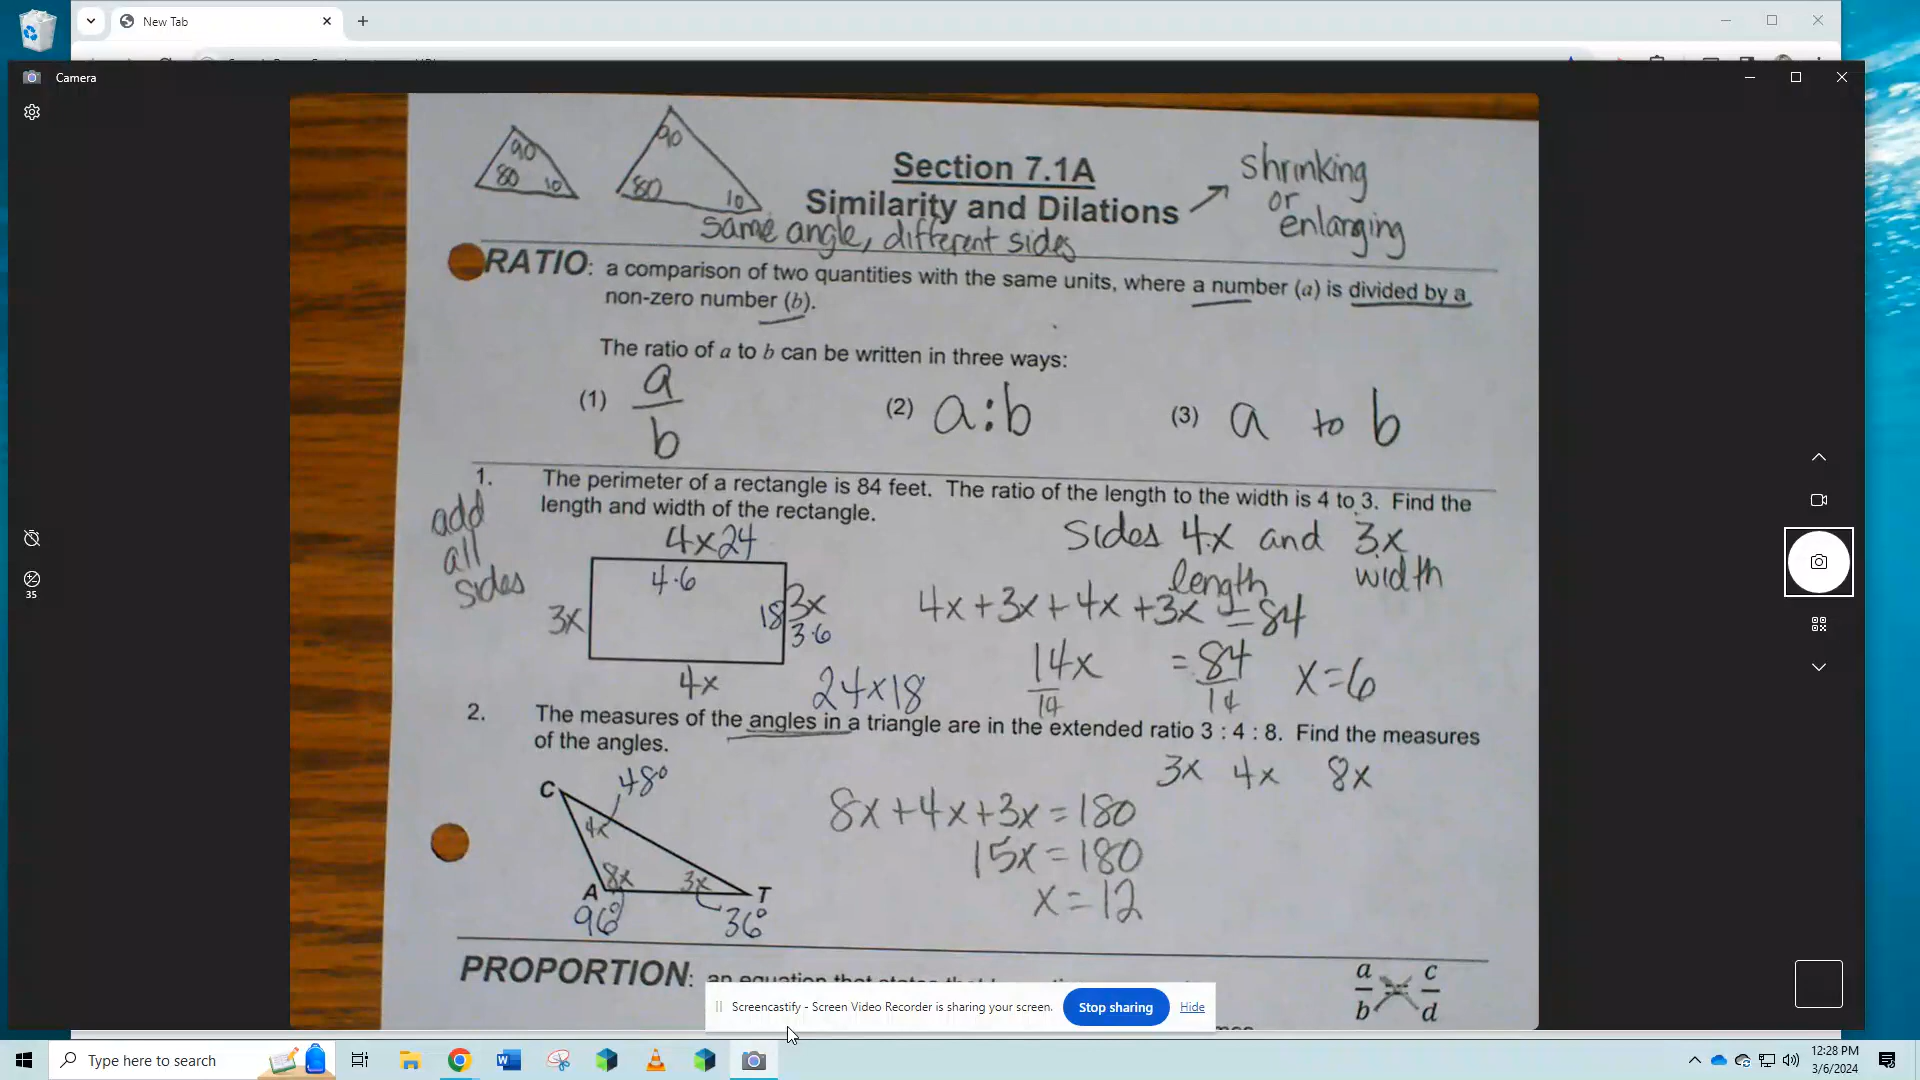 New Tab
Camera
90
80 10
90
80 10
Section 7.1A
Similarity and Dilations
shrinking
or
enlarging
same angle, different sides
RATIO: a comparison of two quantities with the same units, where a number (a) is divided by a
non-zero number (b).
The ratio of a to b can be written in three ways:
(1) a/b (2) a:b (3) a to b
1. The perimeter of a rectangle is 84 feet. The ratio of the length to the width is 4 to 3. Find the
length and width of the rectangle.
add
all
sides
4x 24
4·6
3x
18 3x
3·6
4x
24x18
sides 4x and 3x
length width
4x+3x+4x+3x=84
14x = 84
14 14
x=6
2. The measures of the angles in a triangle are in the extended ratio 3 : 4 : 8. Find the measures
of the angles.
3x 4x 8x
C 48°
4x
8x 3x
A T
96° 36°
8x+4x+3x=180
15x=180
x=12
PROPORTION: an equation that states that
a/b = c/d
35
Screencastify - Screen Video Recorder is sharing your screen.
Stop sharing
Hide
Type here to search
12:28 PM
3/6/2024